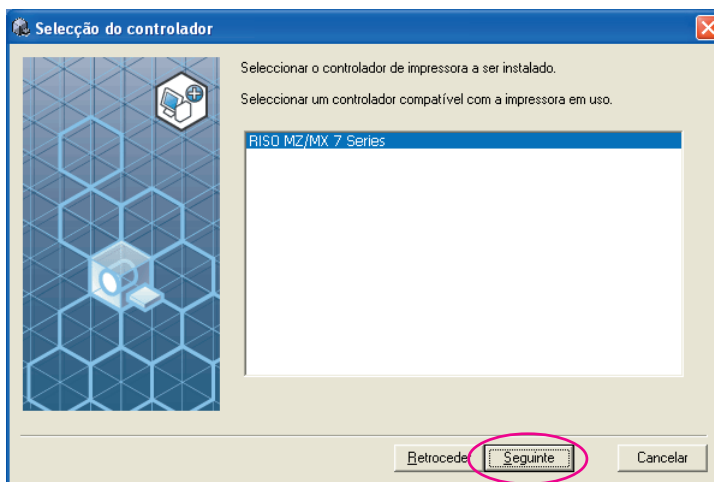 Selecção do controlador
Seleccionar o controlador de impressora a ser instalado.
Seleccionar um controlador compatível com a impressora em uso.
RISO MZ/MX 7 Series
Retrocede Seguinte Cancelar